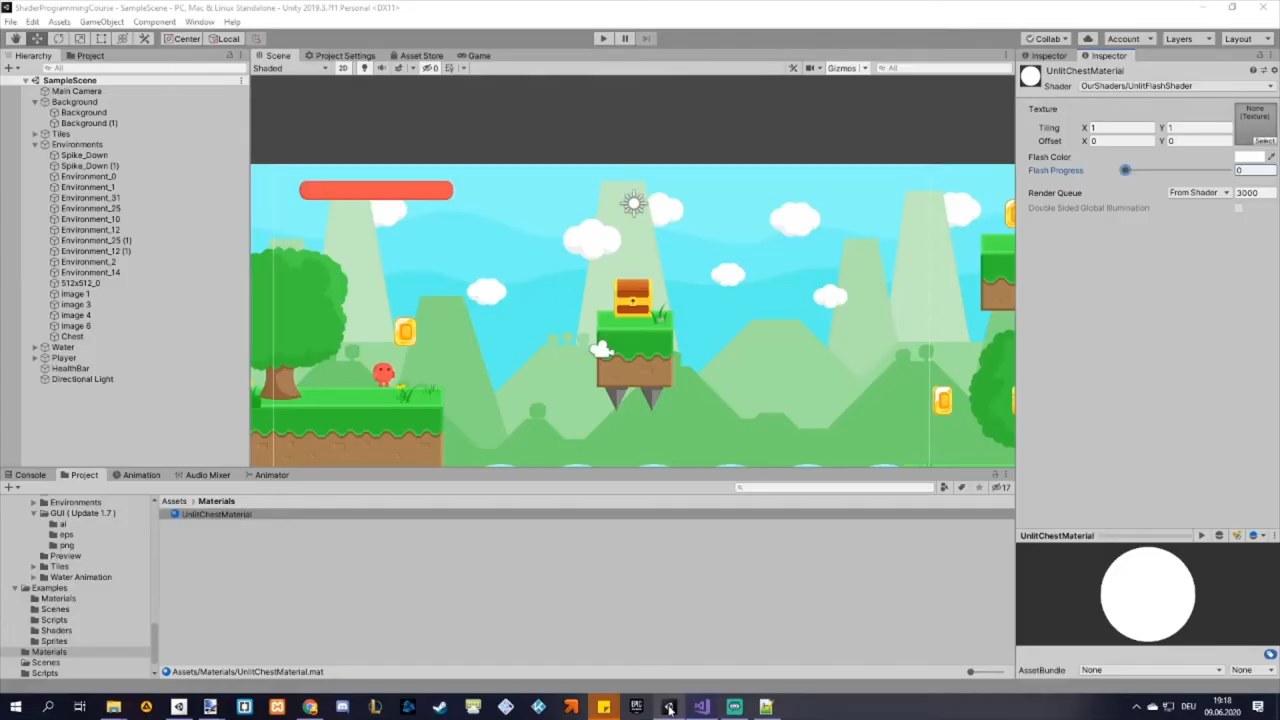 ShaderProgrammingCourse - SampleScene - PC, Mac & Linux Standalone - Unity 2019.3.7f1 Personal <DX11>
File Edit Assets GameObject Component Window Help
Center Local Collab Account Layers Layout
Hierarchy Project
All
SampleScene
Main Camera
Background
Background
Background (1)
Tiles
Environments
Spike_Down
Spike_Down (1)
Environment_0
Environment_1
Environment_31
Environment_25
Environment_10
Environment_12
Environment_25 (1)
Environment_12 (1)
Environment_2
Environment_14
512x512_0
image 1
image 3
image 4
image 6
Chest
Water
Player
HealthBar
Directional Light
Scene Project Settings Asset Store Game
Shaded 2D 0 Gizmos All
Inspector Inspector
UnlitChestMaterial
Shader OurShaders/UnlitFlashShader
Texture
None
(Texture)
Tiling X 1 Y 1
Offset X 0 Y 0
Select
Flash Color
Flash Progress 0
Render Queue From Shader 3000
Double Sided Global Illumination
Console Project Animation Audio Mixer Animator
17
Environments
GUI ( Update 1.7 )
ai
eps
png
Preview
Tiles
Water Animation
Examples
Materials
Scenes
Scripts
Shaders
Sprites
Materials
Scenes
Scripts
Assets > Materials
UnlitChestMaterial
Assets/Materials/UnlitChestMaterial.mat
UnlitChestMaterial
AssetBundle None None
DEU
19:18
09.06.2020